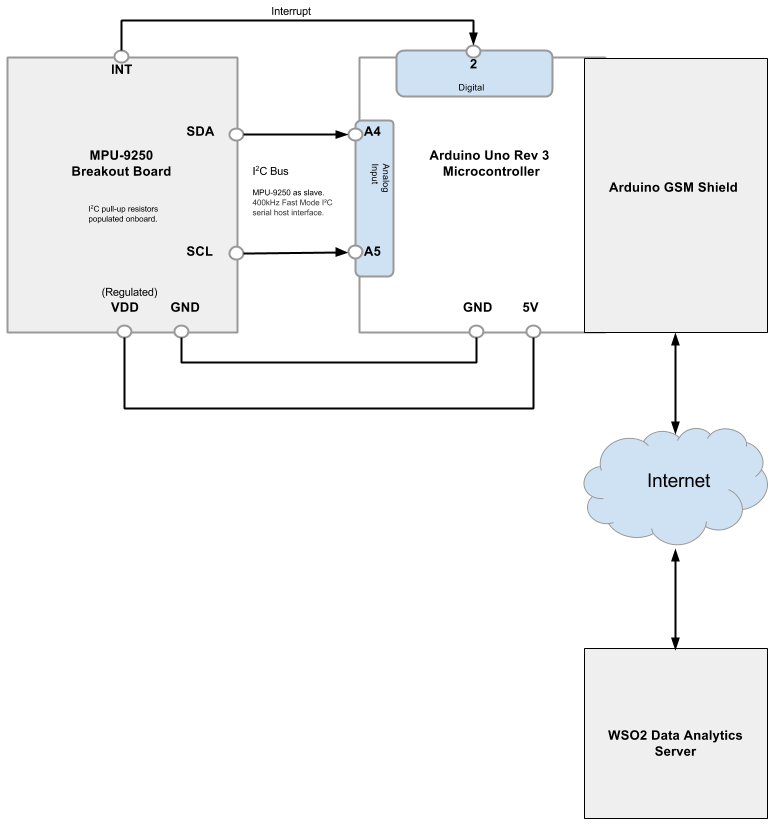 Interrupt
INT
2
Digital
SDA
A4
MPU-9250
Breakout Board
I²C Bus
Analog
Input
Arduino Uno Rev 3
Microcontroller
Arduino GSM Shield
MPU-9250 as slave.
400kHz Fast Mode I²C
serial host interface.
I²C pull-up resistors
populated onboard.
SCL
A5
(Regulated)
VDD
GND
GND
5V
Internet
WSO2 Data Analytics
Server